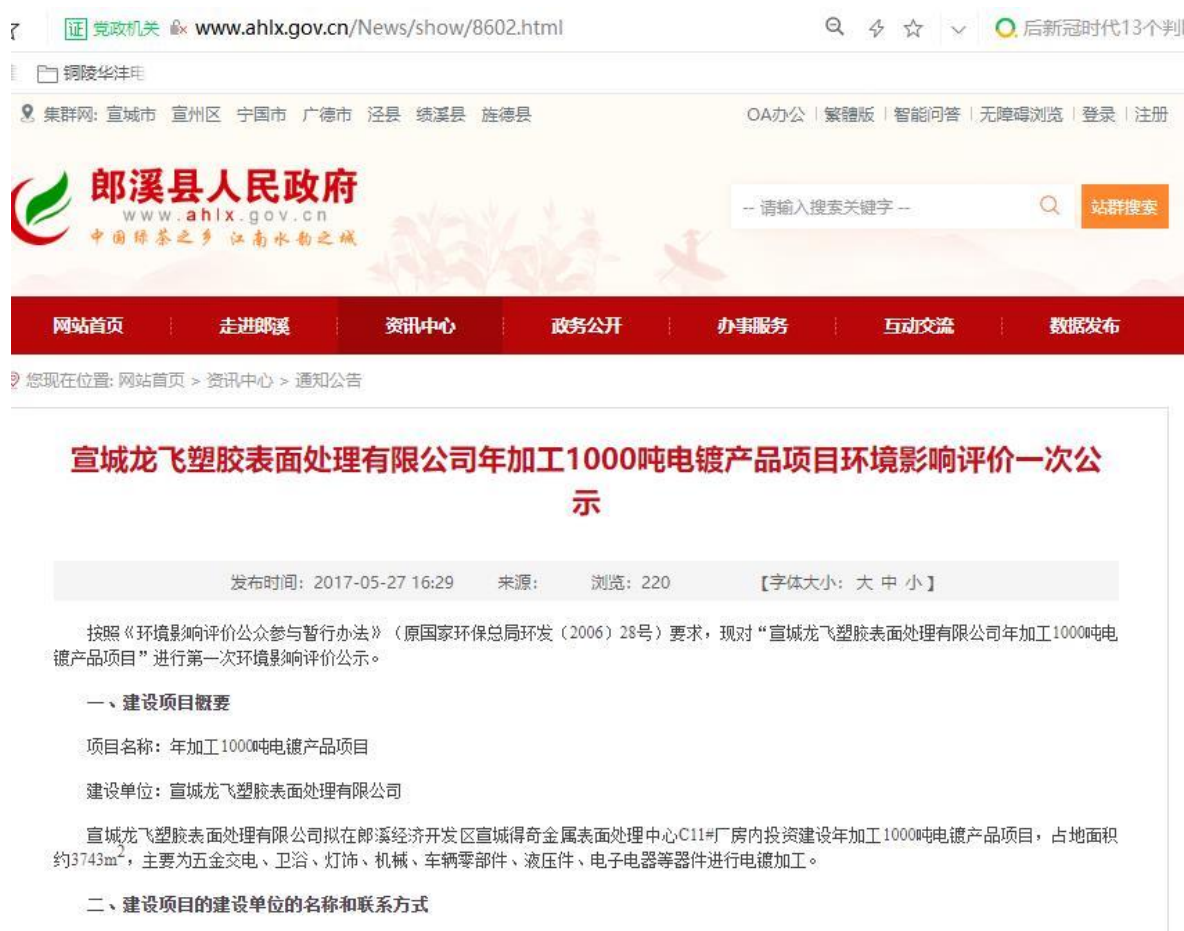 证 党政机关 www.ahlx.gov.cn/News/show/8602.html 后新冠时代13个判
铜陵华沣电
集群网: 宣城市 宣州区 宁国市 广德市 泾县 绩溪县 旌德县 OA办公 繁體版 智能问答 无障碍浏览 登录 注册
郎溪县人民政府
www.ahlx.gov.cn
中国绿茶之乡 江南水韵之城
-- 请输入搜索关键字 -- 站群搜索
网站首页 走进郎溪 资讯中心 政务公开 办事服务 互动交流 数据发布
您现在位置: 网站首页 > 资讯中心 > 通知公告
宣城龙飞塑胶表面处理有限公司年加工1000吨电镀产品项目环境影响评价一次公
示
发布时间：2017-05-27 16:29 来源： 浏览：220 【字体大小：大 中 小】
按照《环境影响评价公众参与暂行办法》（原国家环保总局环发（2006）28号）要求，现对“宣城龙飞塑胶表面处理有限公司年加工1000吨电
镀产品项目”进行第一次环境影响评价公示。
一、建设项目概要
项目名称：年加工1000吨电镀产品项目
建设单位：宣城龙飞塑胶表面处理有限公司
宣城龙飞塑胶表面处理有限公司拟在郎溪经济开发区宣城得奇金属表面处理中心C11#厂房内投资建设年加工1000吨电镀产品项目，占地面积
约3743m²，主要为五金交电、卫浴、灯饰、机械、车辆零部件、液压件、电子电器等器件进行电镀加工。
二、建设项目的建设单位的名称和联系方式